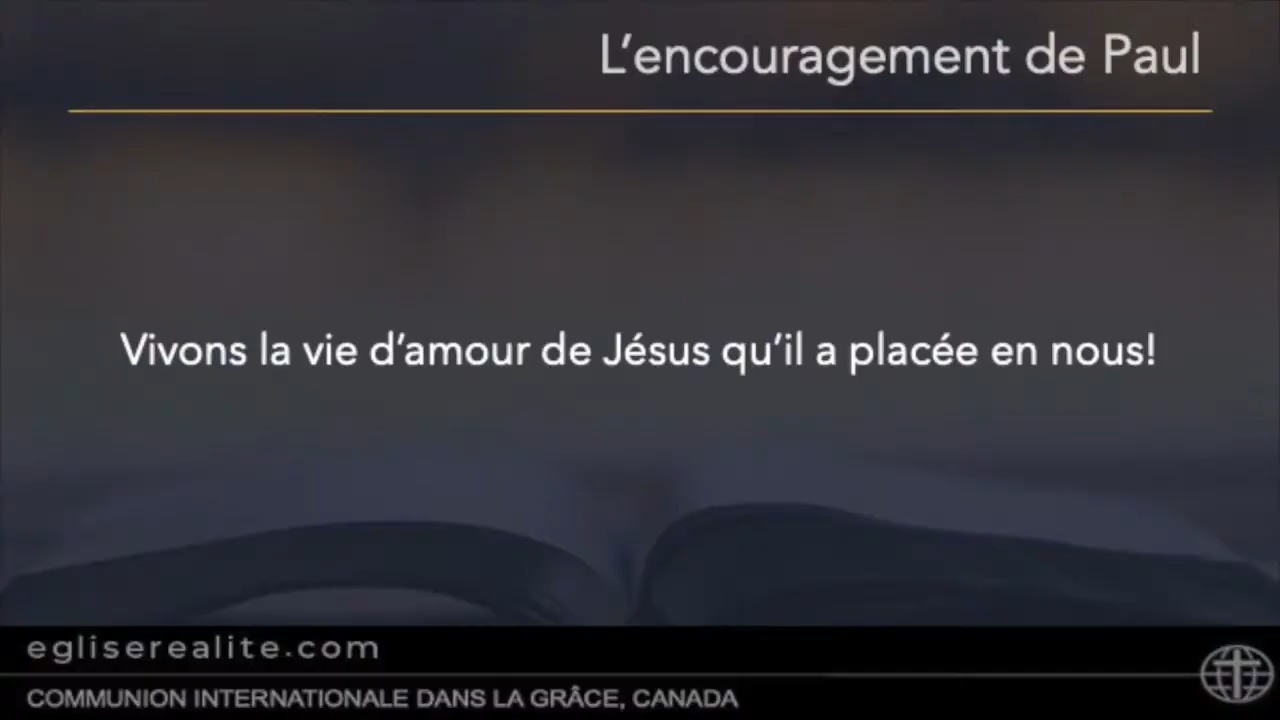 L’encouragement de Paul
Vivons la vie d’amour de Jésus qu’il a placée en nous!
egliserealite.com
COMMUNION INTERNATIONALE DANS LA GRÂCE, CANADA